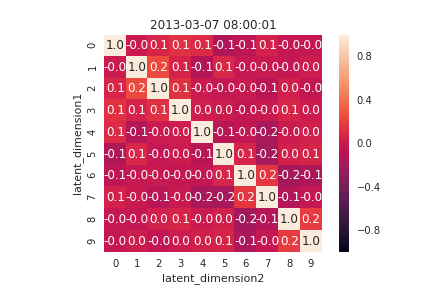 2013-03-07 08:00:01
0 1.0 -0.0 0.1 0.1 0.1 -0.1 -0.1 0.1 -0.0 -0.0
1 -0.0 1.0 0.2 0.1 -0.1 0.1 -0.0 -0.0 -0.0 0.0
2 0.1 0.2 1.0 0.1 -0.0 -0.0 -0.0 -0.1 0.0 -0.0
3 0.1 0.1 0.1 1.0 0.0 0.0 -0.0 -0.0 0.1 0.0
4 0.1 -0.1 -0.0 0.0 1.0 -0.1 -0.0 -0.2 -0.0 0.0
5 -0.1 0.1 -0.0 -0.0 -0.1 1.0 0.1 -0.2 0.0 0.1
6 -0.1 -0.0 -0.0 -0.0 -0.0 0.1 1.0 0.2 -0.2 -0.1
7 0.1 -0.0 -0.1 -0.0 -0.2 -0.2 0.2 1.0 -0.1 -0.0
8 -0.0 -0.0 0.0 0.1 -0.0 0.0 -0.2 -0.1 1.0 0.2
9 -0.0 0.0 -0.0 0.0 0.0 0.1 -0.1 -0.0 0.2 1.0
0 1 2 3 4 5 6 7 8 9
latent_dimension1
latent_dimension2
0.8
0.4
0.0
−0.4
−0.8